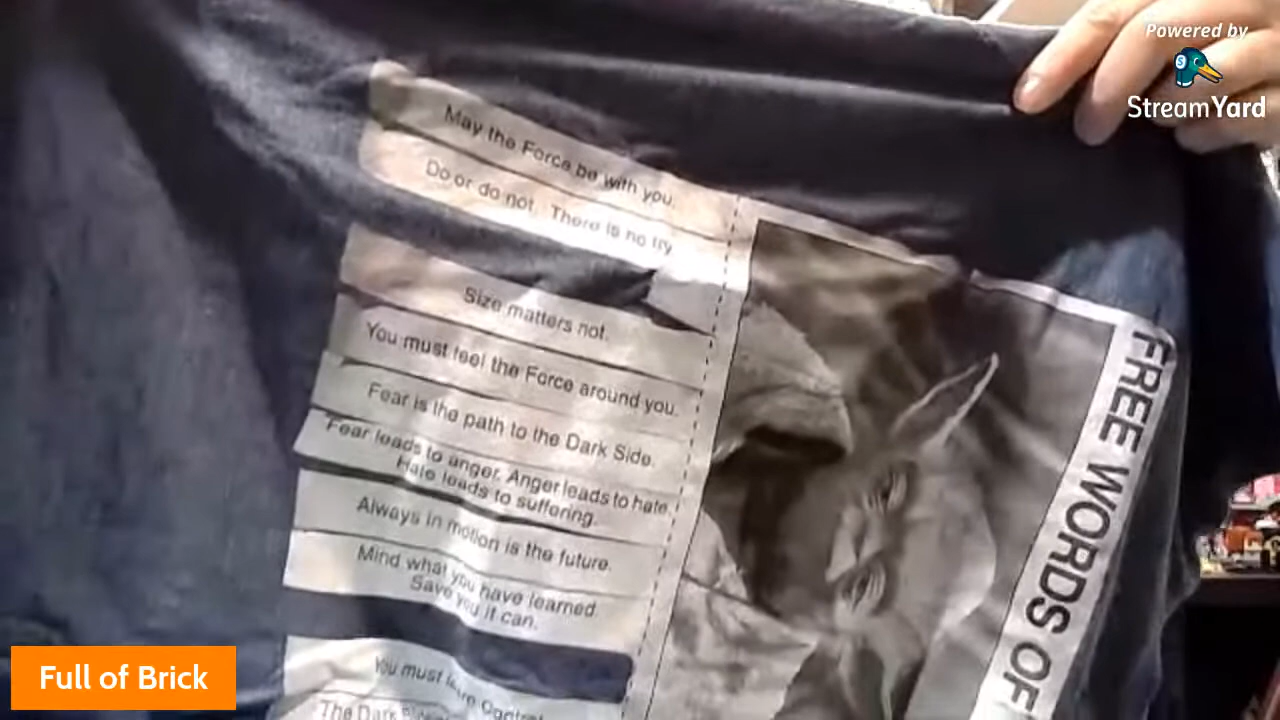 Powered by
StreamYard
May the Force be with you.
Do or do not. There is no try
Size matters not.
You must feel the Force around you.
Fear is the path to the Dark Side.
Fear leads to anger. Anger leads to hate.
Hate leads to suffering.
Always in motion is the future.
Mind what you have learned.
Save you it can.
You must
The Dark
FREE WORDS OF
Full of Brick